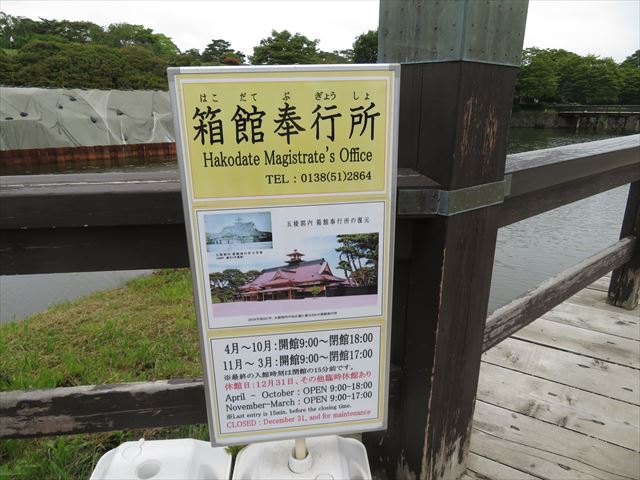 はこ だて ぶ ぎょう しょ
箱館奉行所
Hakodate Magistrate's Office
TEL : 0138(51)2864
五稜郭内 箱館奉行所の復元
4月～10月 : 開館9:00～閉館18:00
11月～ 3月 : 開館9:00～閉館17:00
※最終の入館時刻は閉館の15分前です。
休館日:12月31日、その他臨時休館あり
April - October : OPEN 9:00-18:00
November-March : OPEN 9:00-17:00
※Last entry is 15min. before the closing time.
CLOSED : December 31, and for maintenance